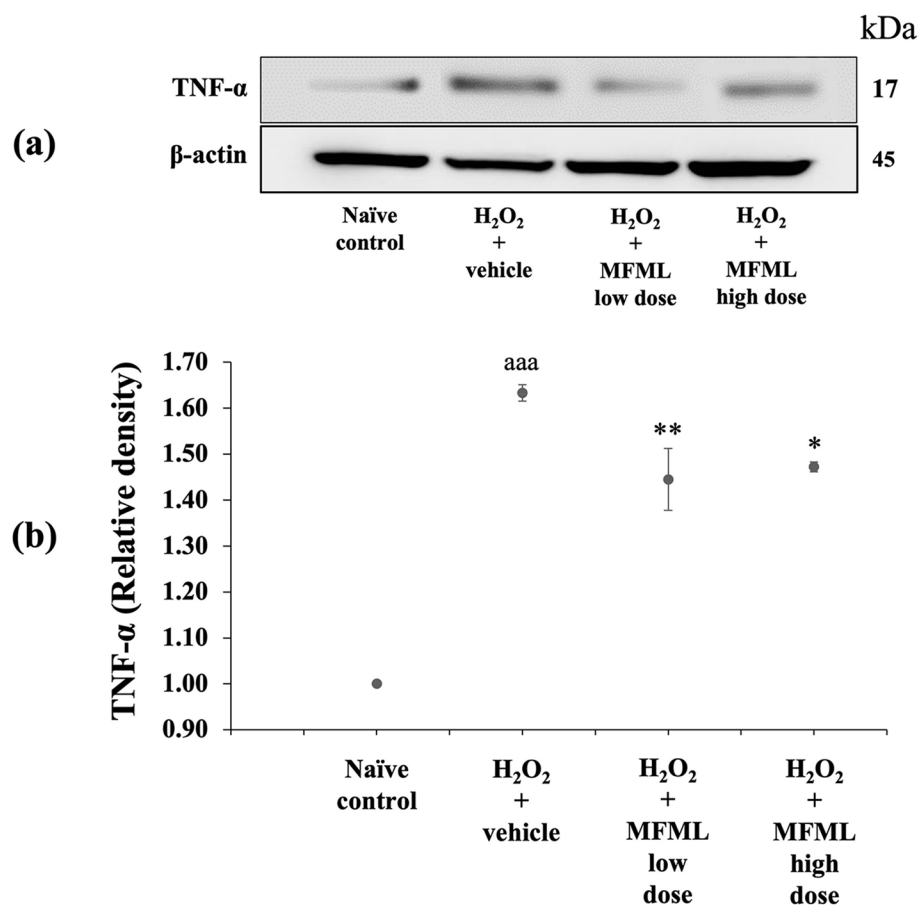 kDa
TNF-α
17
(a)
β-actin
45
Naïve
control
H₂O₂
+
vehicle
H₂O₂
+
MFML
low dose
H₂O₂
+
MFML
high dose
(b)
TNF-α (Relative density)
1.70
1.60
1.50
1.40
1.30
1.20
1.10
1.00
0.90
aaa
**
*
Naïve
control
H₂O₂
+
vehicle
H₂O₂
+
MFML
low
dose
H₂O₂
+
MFML
high
dose